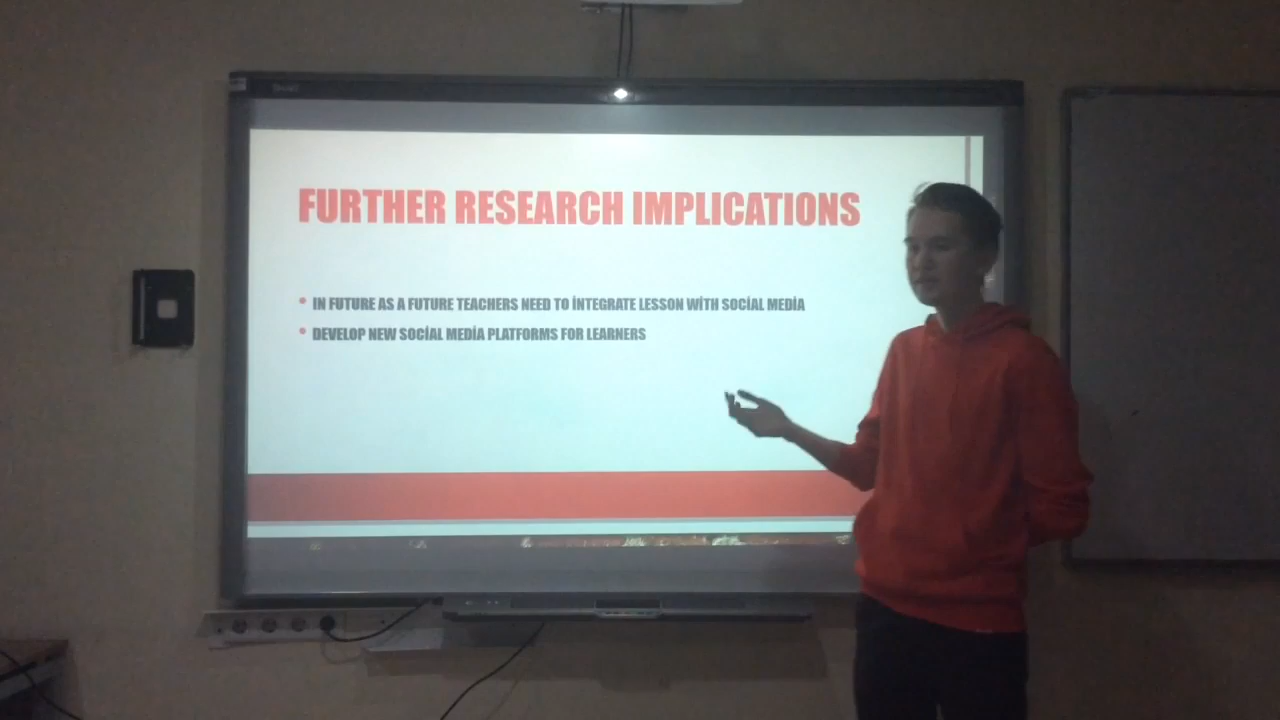 FURTHER RESEARCH IMPLICATIONS
• IN FUTURE AS A FUTURE TEACHERS NEED TO İNTEGRATE LESSON WİTH SOCİAL MEDİA
• DEVELOP NEW SOCİAL MEDİA PLATFORMS FOR LEARNERS